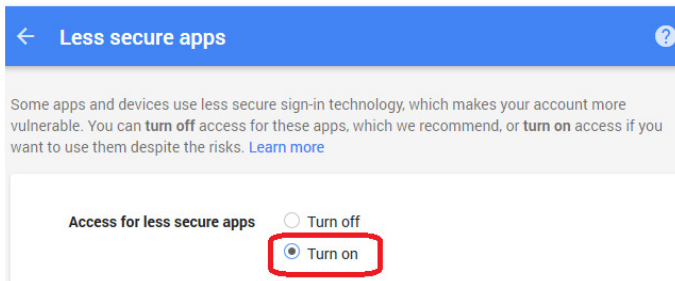 Less secure apps
Some apps and devices use less secure sign-in technology, which makes your account more
vulnerable. You can turn off access for these apps, which we recommend, or turn on access if you
want to use them despite the risks. Learn more
Access for less secure apps
Turn off
Turn on